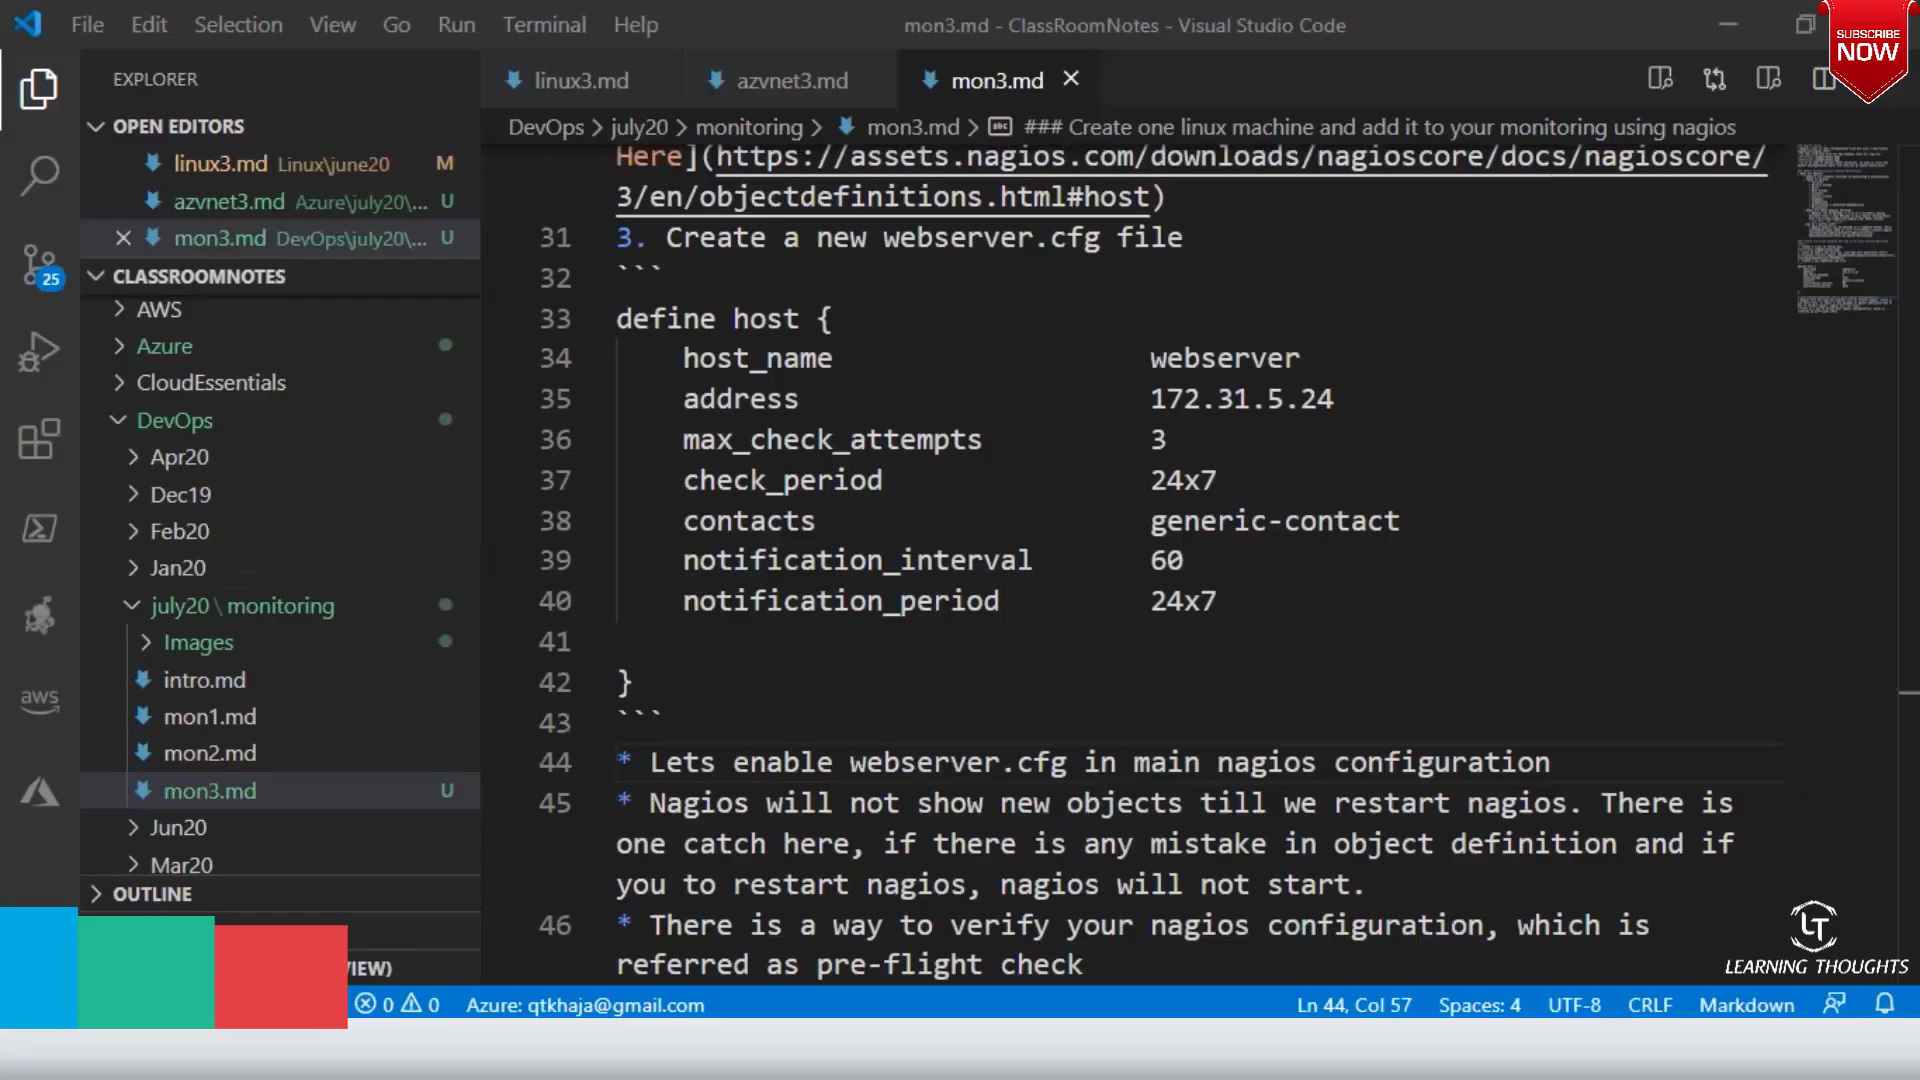 File Edit Selection View Go Run Terminal Help mon3.md - ClassRoomNotes - Visual Studio Code
SUBSCRIBE
NOW
EXPLORER
linux3.md azvnet3.md mon3.md
OPEN EDITORS
DevOps > july20 > monitoring > mon3.md > ### Create one linux machine and add it to your monitoring using nagios
linux3.md Linux\june20 M
azvnet3.md Azure\july20\... U
mon3.md DevOps\july20\... U
25
CLASSROOMNOTES
AWS
Azure
CloudEssentials
DevOps
Apr20
Dec19
Feb20
Jan20
july20 \ monitoring
Images
intro.md
mon1.md
mon2.md
mon3.md U
Jun20
Mar20
OUTLINE
aws
IEW)
Here](https://assets.nagios.com/downloads/nagioscore/docs/nagioscore/
3/en/objectdefinitions.html#host)
31 3. Create a new webserver.cfg file
32 ```
33 define host {
34 host_name webserver
35 address 172.31.5.24
36 max_check_attempts 3
37 check_period 24x7
38 contacts generic-contact
39 notification_interval 60
40 notification_period 24x7
41
42 }
43 ```
44 * Lets enable webserver.cfg in main nagios configuration
45 * Nagios will not show new objects till we restart nagios. There is
one catch here, if there is any mistake in object definition and if
you to restart nagios, nagios will not start.
46 * There is a way to verify your nagios configuration, which is
referred as pre-flight check
LT
LEARNING THOUGHTS
0 0 Azure: qtkhaja@gmail.com Ln 44, Col 57 Spaces: 4 UTF-8 CRLF Markdown